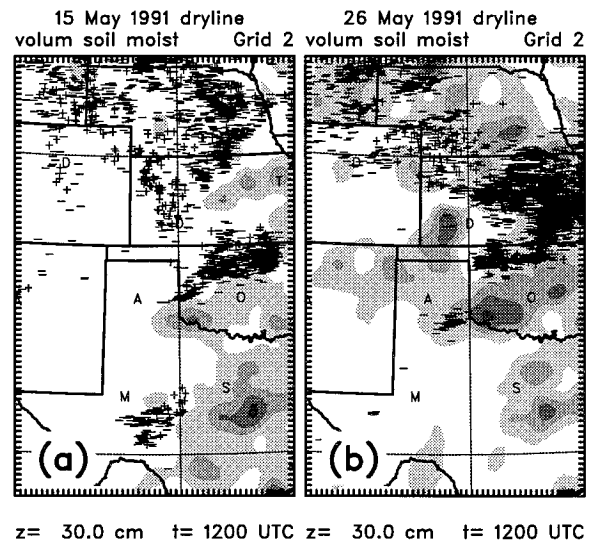 15 May 1991 dryline
volum soil moist Grid 2
26 May 1991 dryline
volum soil moist Grid 2
D
T
D
A
O
M
S
(a)
D
D
A
O
M
S
(b)
z= 30.0 cm t= 1200 UTC
z= 30.0 cm t= 1200 UTC